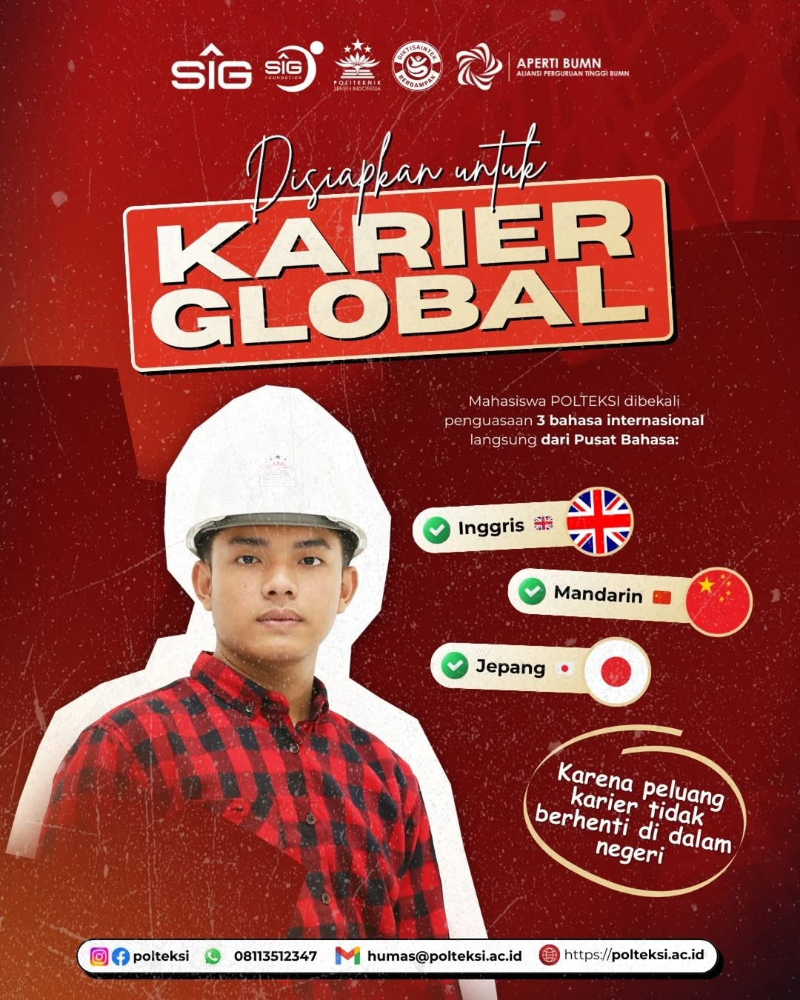 SIG
SIG
FOUNDATION
POLITEKNIK
SEMEN INDONESIA
DIKTISAINTEK
BERDAMPAK
APERTI BUMN
ALIANSI PERGURUAN TINGGI BUMN
Disiapkan untuk
KARIER
GLOBAL
Mahasiswa POLTEKSI dibekali
penguasaan 3 bahasa internasional
langsung dari Pusat Bahasa:
Inggris
Mandarin
Jepang
Karena peluang
karier tidak
berhenti di dalam
negeri
polteksi 08113512347 humas@polteksi.ac.id https://polteksi.ac.id